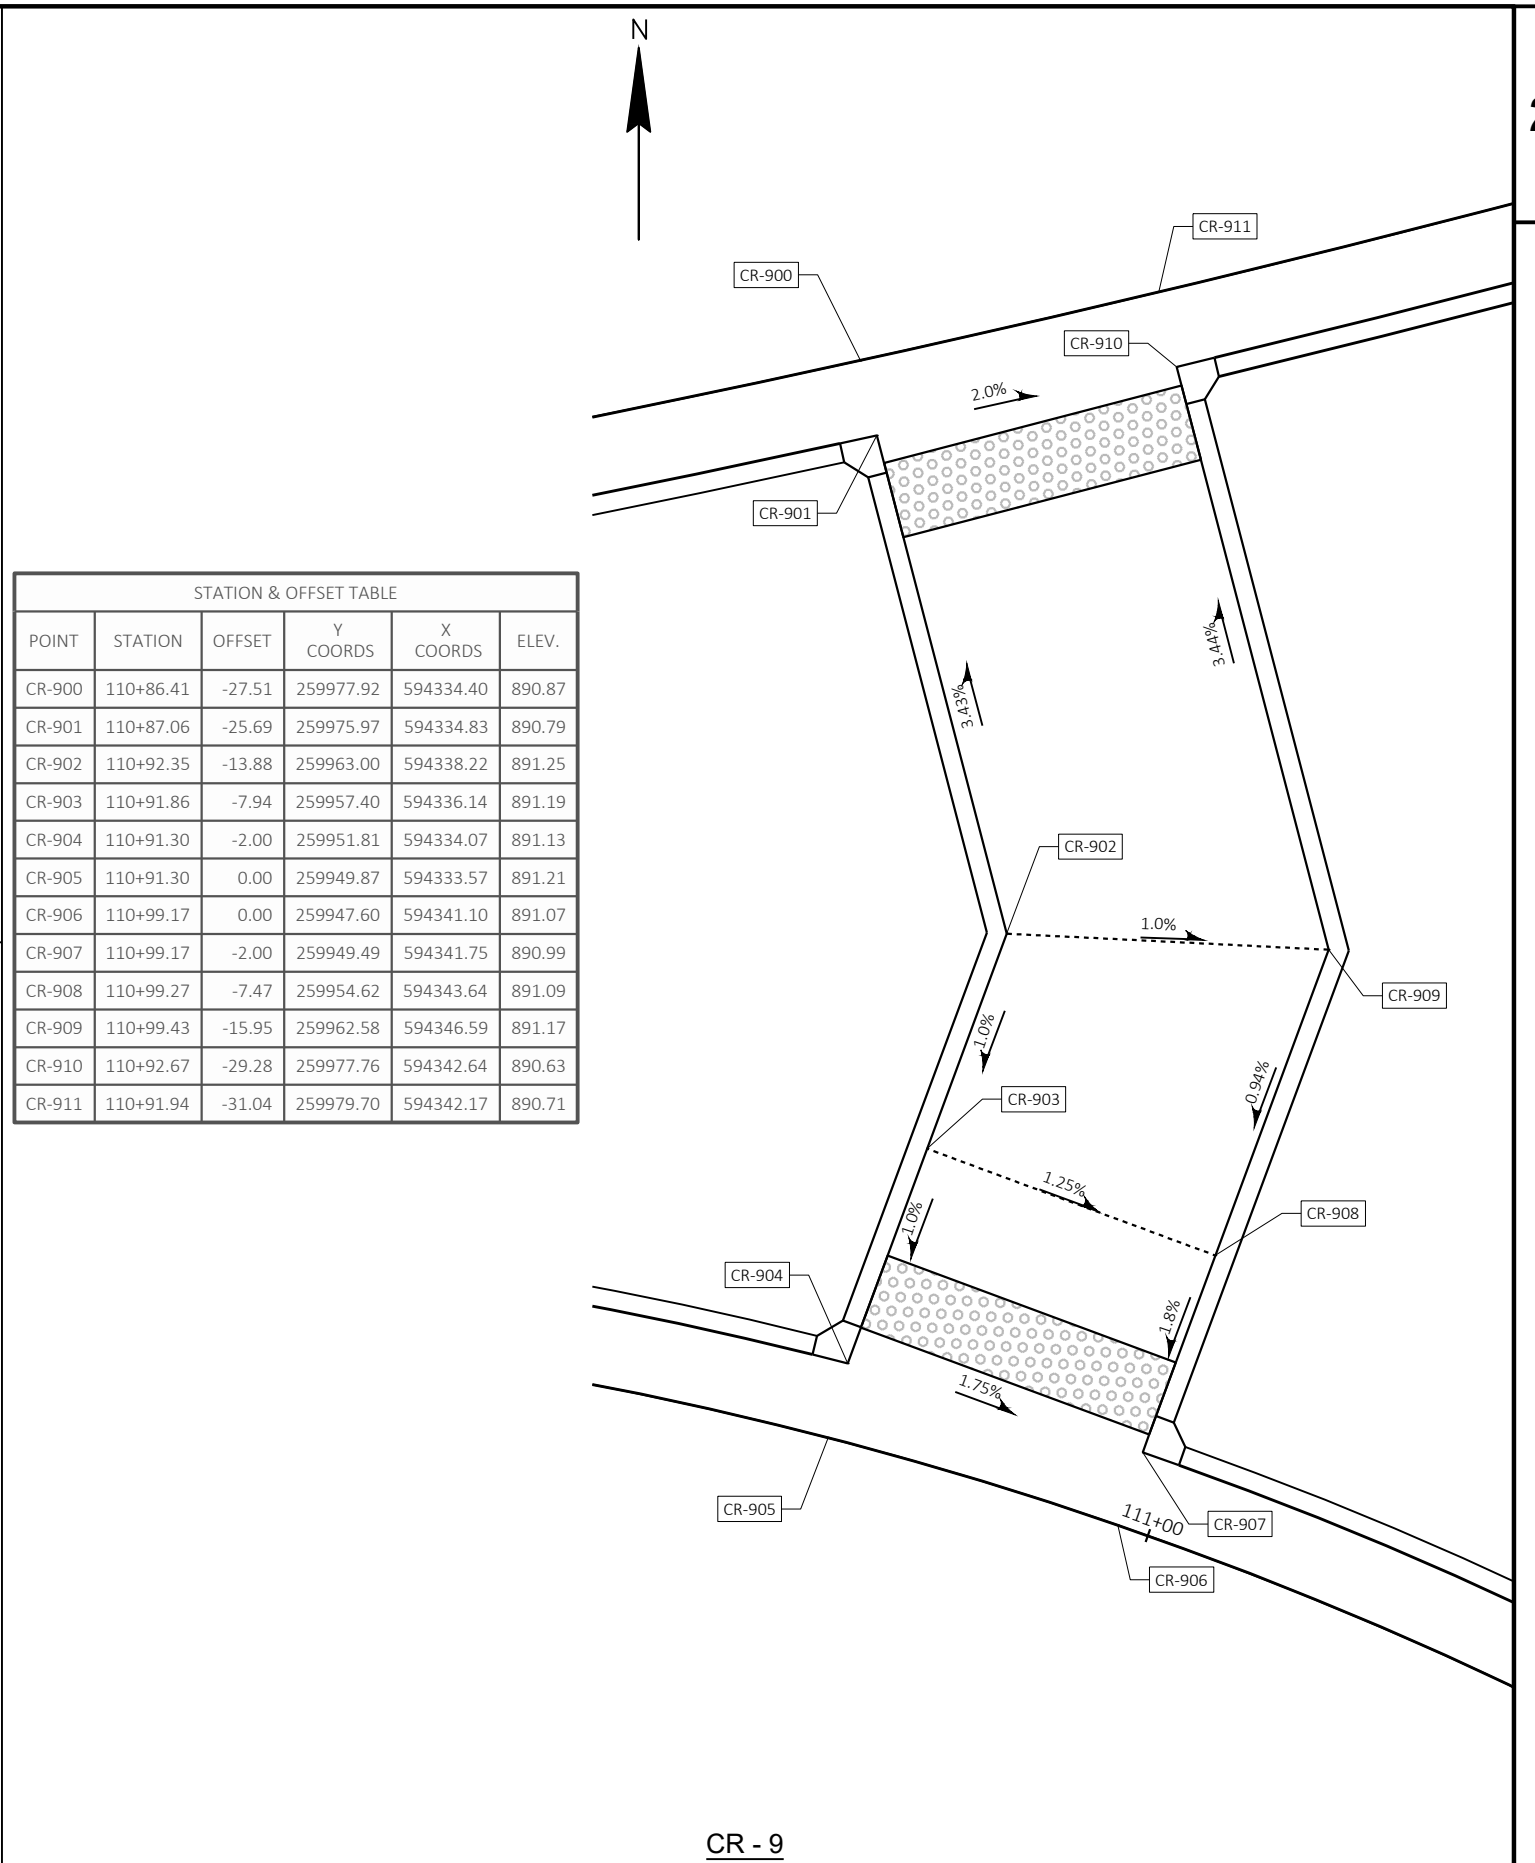 N
2
CR-911
CR-900
CR-910
2.0%
CR-901
STATION & OFFSET TABLE
POINT STATION OFFSET Y COORDS X COORDS ELEV.
CR-900 110+86.41 -27.51 259977.92 594334.40 890.87
CR-901 110+87.06 -25.69 259975.97 594334.83 890.79
CR-902 110+92.35 -13.88 259963.00 594338.22 891.25
CR-903 110+91.86 -7.94 259957.40 594336.14 891.19
CR-904 110+91.30 -2.00 259951.81 594334.07 891.13
CR-905 110+91.30 0.00 259949.87 594333.57 891.21
CR-906 110+99.17 0.00 259947.60 594341.10 891.07
CR-907 110+99.17 -2.00 259949.49 594341.75 890.99
CR-908 110+99.27 -7.47 259954.62 594343.64 891.09
CR-909 110+99.43 -15.95 259962.58 594346.59 891.17
CR-910 110+92.67 -29.28 259977.76 594342.64 890.63
CR-911 110+91.94 -31.04 259979.70 594342.17 890.71
3.44%
3.43%
CR-902
1.0%
CR-909
1.0%
0.94%
CR-903
1.25%
CR-908
1.0%
CR-904
1.8%
1.75%
CR-905
111+00
CR-907
CR-906
CR - 9